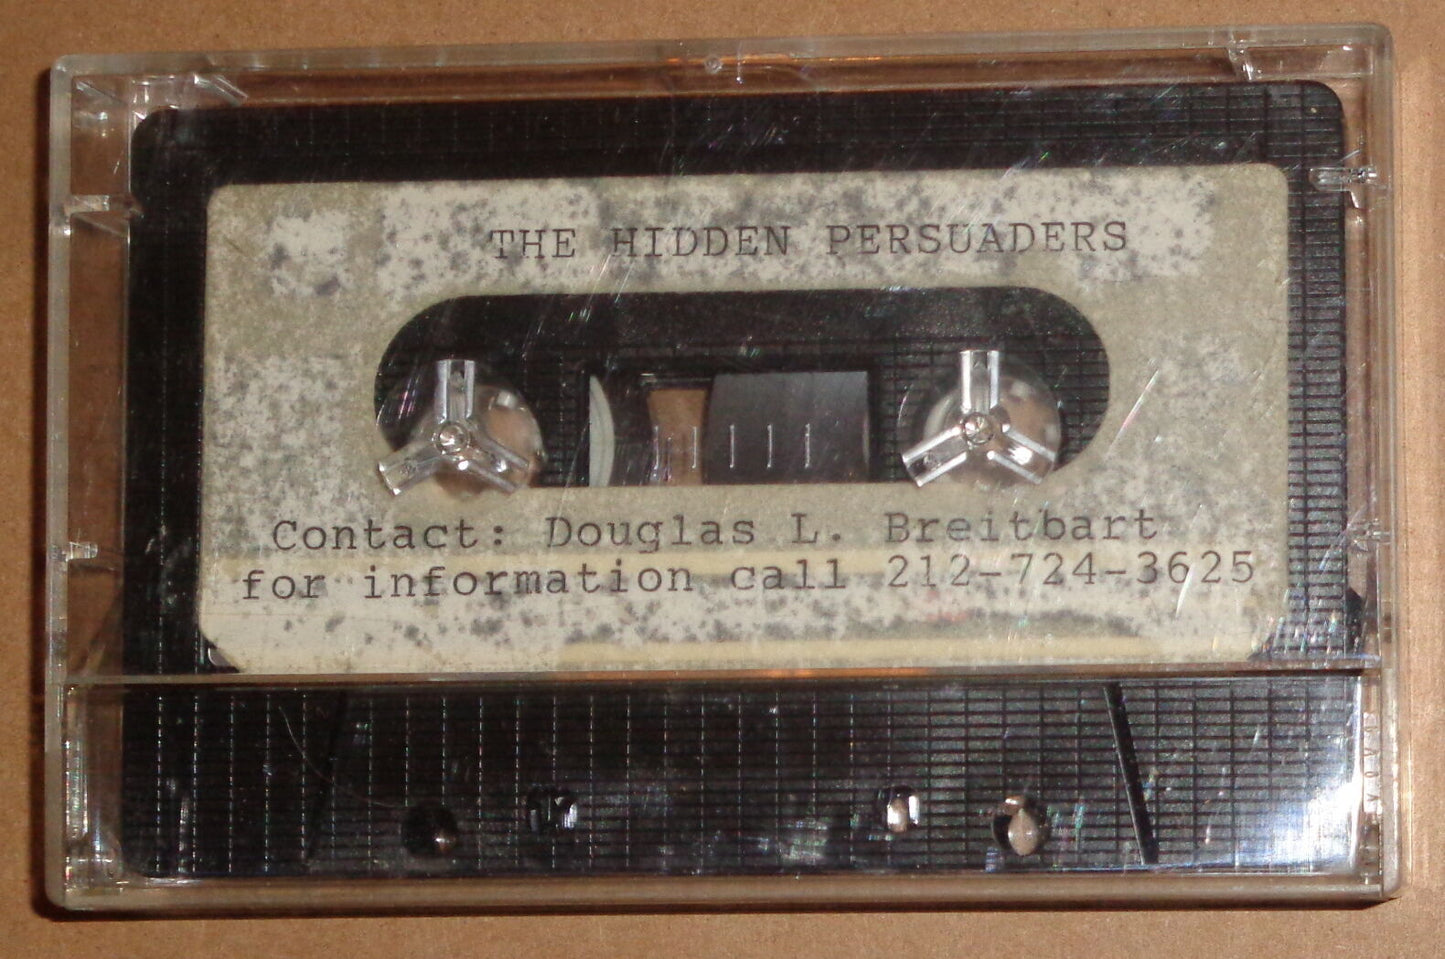 THE HIDDEN PERSUADERS
Contact: Douglas L. Breitbart
for information call 212-724-3625